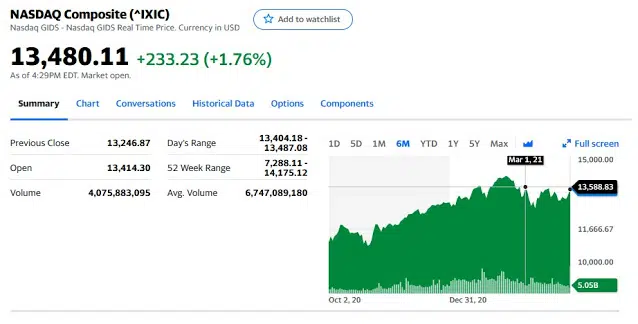 NASDAQ Composite (^IXIC)
Nasdaq GIDS - Nasdaq GIDS Real Time Price. Currency in USD
Add to watchlist
13,480.11 +233.23 (+1.76%)
As of 4:29PM EDT. Market open.
Summary Chart Conversations Historical Data Options Components
Previous Close 13,246.87
Day's Range 13,404.18 -
13,487.08
Open 13,414.30
52 Week Range 7,288.11 -
14,175.12
Volume 4,075,883,095
Avg. Volume 6,747,089,180
1D 5D 1M 6M YTD 1Y 5Y Max Full screen
Mar 1, 21
15,000.00
13,588.83
11,666.67
10,000.00
5.05B
Oct 2, 20 Dec 31, 20